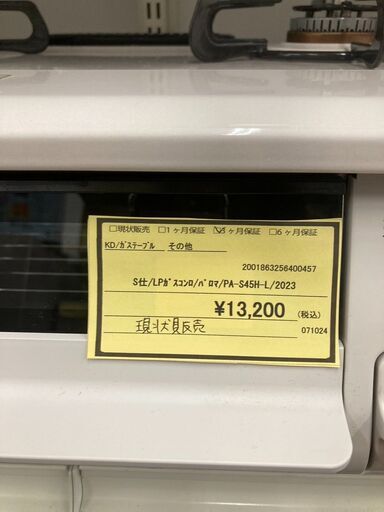 □現状販売 □1ヶ月保証 ☑3ヶ月保証 □6ヶ月保証
KD/ｶﾞｽﾃｰﾌﾞﾙ その他
2001863256400457
S仕/LPｶﾞｽｺﾝﾛ/ﾊﾟﾛﾏ/PA-S45H-L/2023
¥13,200 (税込)
現状販売
071024